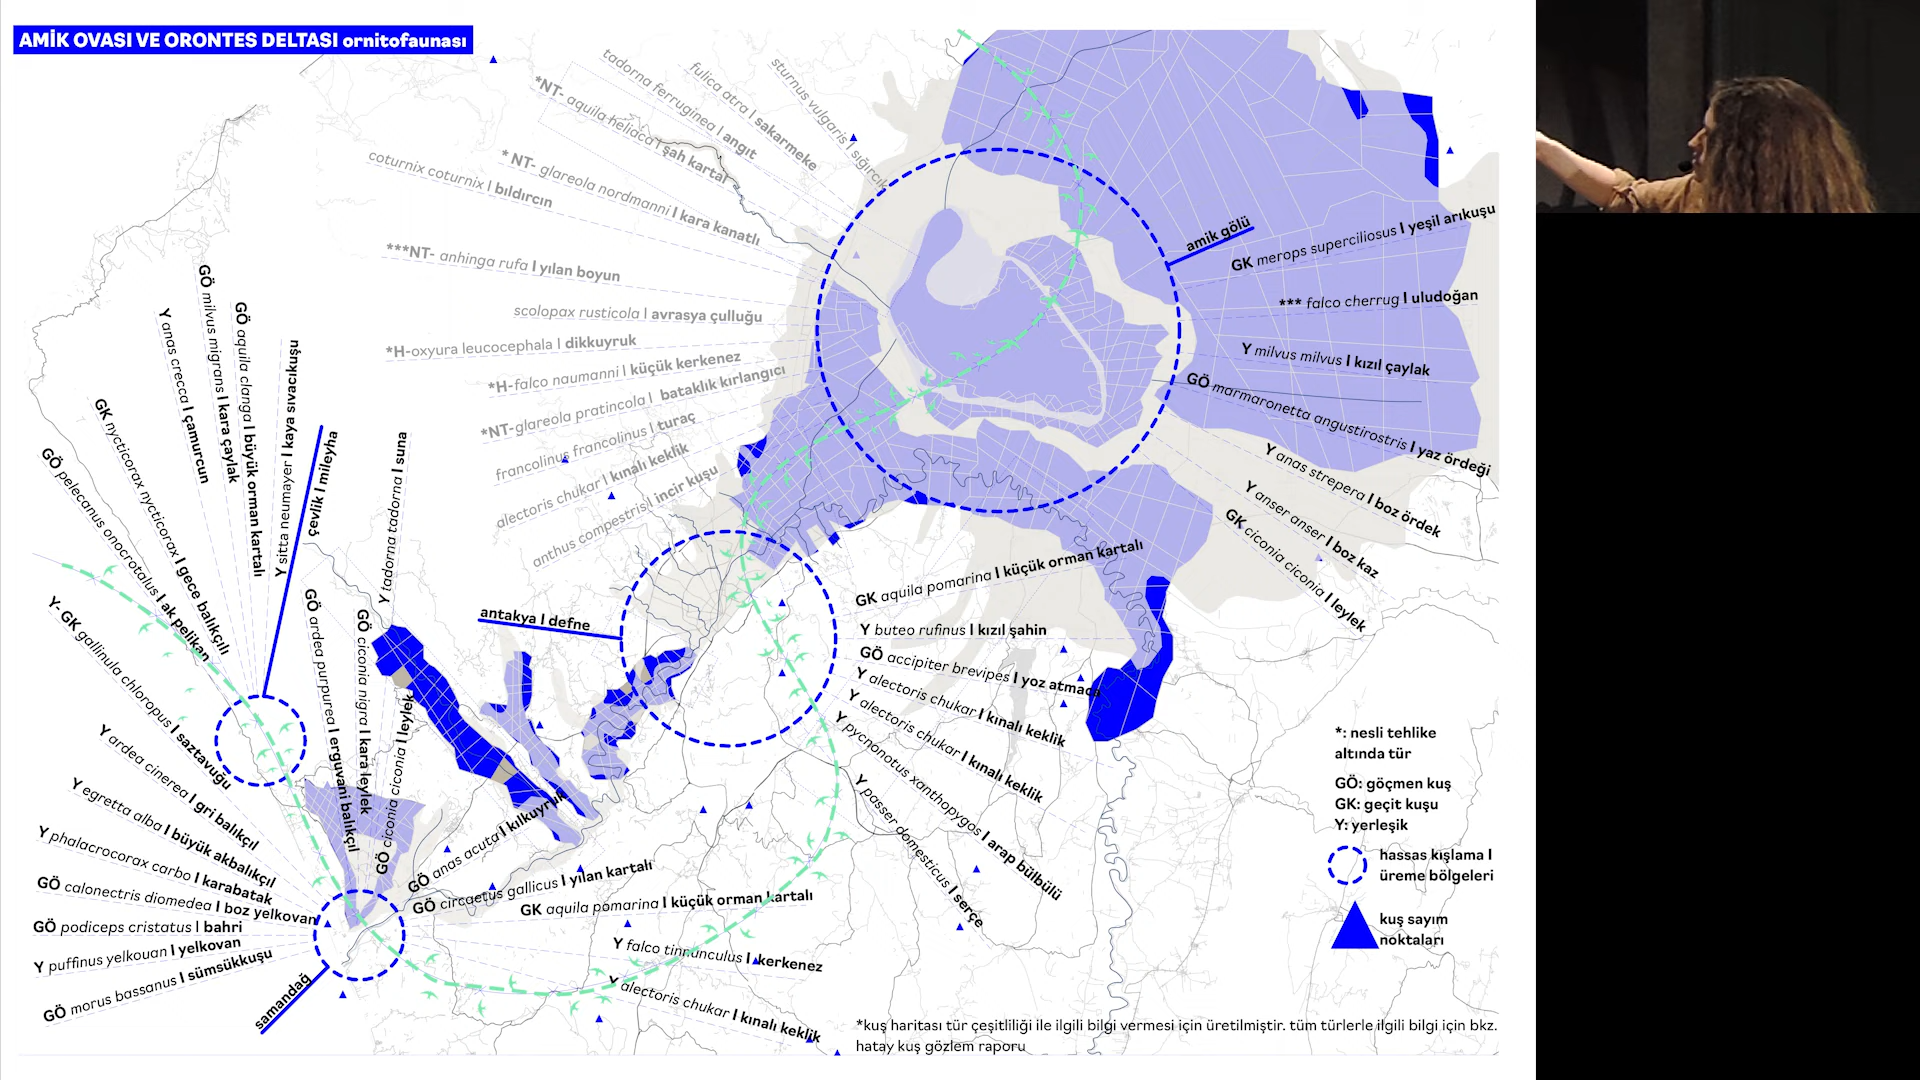 AMİK OVASI VE ORONTES DELTASI ornitofaunası
sturnus vulgaris I sığırcık
fulica atra I sakarmeke
tadorna ferruginea I angıt
*NT- aquila heliaca I şah kartal
* NT- glareola nordmanni I kara kanatlı
coturnix coturnix I bıldırcın
***NT- anhinga rufa I yılan boyun
scolopax rusticola I avrasya çulluğu
*H-oxyura leucocephala I dikkuyruk
*H-falco naumanni I küçük kerkenez
*NT-glareola pratincola I bataklık kırlangıcı
francolinus francolinus I turaç
alectoris chukar I kınalı keklik
anthus compestris I incir kuşu
amik gölü
GK merops superciliosus I yeşil arıkuşu
*** falco cherrug I uludoğan
Y milvus milvus I kızıl çaylak
GÖ marmaronetta angustirostris I yaz ördeği
Y anas strepera I boz ördek
Y anser anser I boz kaz
GK ciconia ciconia I leylek
antakya I defne
GK aquila pomarina I küçük orman kartalı
Y buteo rufinus I kızıl şahin
GÖ accipiter brevipes I yoz atmaca
Y alectoris chukar I kınalı keklik
Y alectoris chukar I kınalı keklik
Y pycnonotus xanthopygos I arap bülbülü
Y passer domesticus I serçe
çevlik I mileyha
Y sitta neumayer I kaya sıvacıkuşu
GÖ aquila clanga I büyük orman kartalı
GÖ milvus migrans I kara çaylak
Y anas crecca I çamurcun
GK nycticorax nycticorax I gece balıkçılı
GÖ pelecanus onocrotalus I ak pelikan
Y- GK gallinula chloropus I saztavuğu
Y ardea cinerea I gri balıkçıl
Y egretta alba I büyük akbalıkçıl
Y phalacrocorax carbo I karabatak
GÖ calonectris diomedea I boz yelkovan
GÖ podiceps cristatus I bahri
Y puffinus yelkouan I yelkovan
GÖ morus bassanus I sümsükkuşu
samandağ
GÖ ardea purpurea I erguvani balıkçıl
GÖ ciconia nigra I kara leylek
GÖ ciconia ciconia I leylek
Y tadorna tadorna I suna
GÖ anas acuta I kılkuyruk
GÖ circaetus gallicus I yılan kartalı
GK aquila pomarina I küçük orman kartalı
Y falco tinnunculus I kerkenez
Y alectoris chukar I kınalı keklik
*: nesli tehlike
altında tür
GÖ: göçmen kuş
GK: geçit kuşu
Y: yerleşik
hassas kışlama I
üreme bölgeleri
kuş sayım
noktaları
*kuş haritası tür çeşitliliği ile ilgili bilgi vermesi için üretilmiştir. tüm türlerle ilgili bilgi için bkz.
hatay kuş gözlem raporu